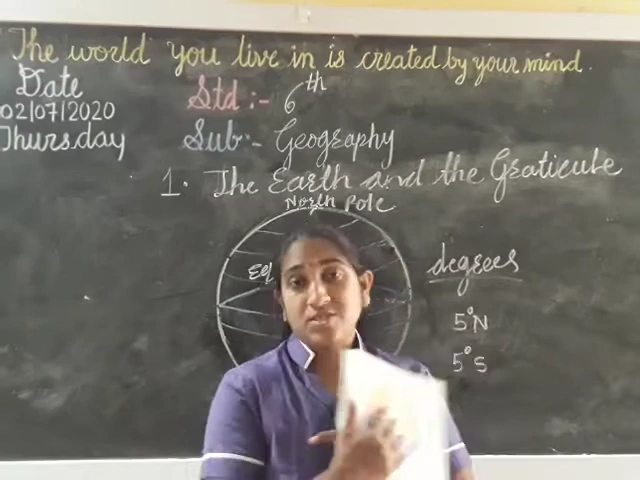 The world you live in is created by your mind.
Date
02/07/2020
Thursday
Std :- 6th
Sub :- Geography
1. The Earth and the Graticule
North Pole
Eq
degrees
5°N
5°S